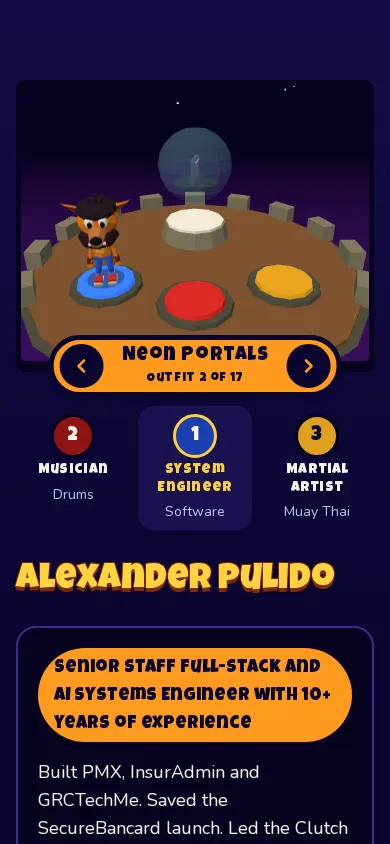 Neon Portals
Outfit 2 of 17
2
Musician
Drums
1
System
Engineer
Software
3
Martial
Artist
Muay Thai
Alexander Pulido
Senior Staff Full-Stack and
AI Systems Engineer with 10+
years of experience
Built PMX, InsurAdmin and
GRCTechMe. Saved the
SecureBancard launch. Led the Clutch